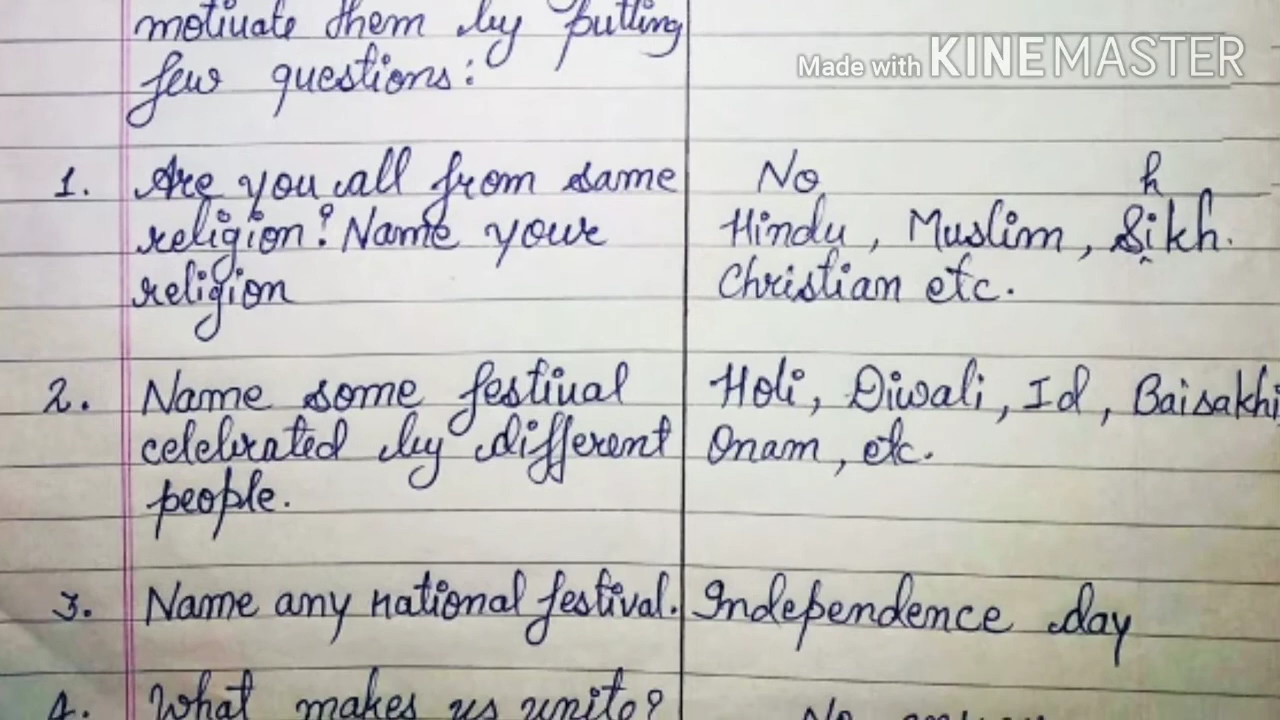 motivate them by putting
few questions:
Made with KINEMASTER
1. Are you all from same
religion? Name your
religion
No
h
Hindu, Muslim, Sikh.
Christian etc.
2. Name some festival
celebrated by different
people.
Holi, Diwali, Id, Baisakhi,
Onam, etc.
3. Name any national festival.
Independence day
4. What makes us unite?
No answer